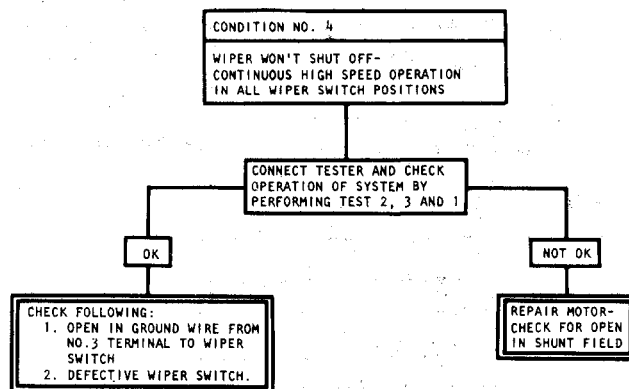 CONDITION NO. 4
WIPER WON'T SHUT OFF-
CONTINUOUS HIGH SPEED OPERATION
IN ALL WIPER SWITCH POSITIONS
CONNECT TESTER AND CHECK
OPERATION OF SYSTEM BY
PERFORMING TEST 2, 3 AND 1
OK
NOT OK
CHECK FOLLOWING:
1. OPEN IN GROUND WIRE FROM
NO.3 TERMINAL TO WIPER
SWITCH
2. DEFECTIVE WIPER SWITCH.
REPAIR MOTOR-
CHECK FOR OPEN
IN SHUNT FIELD